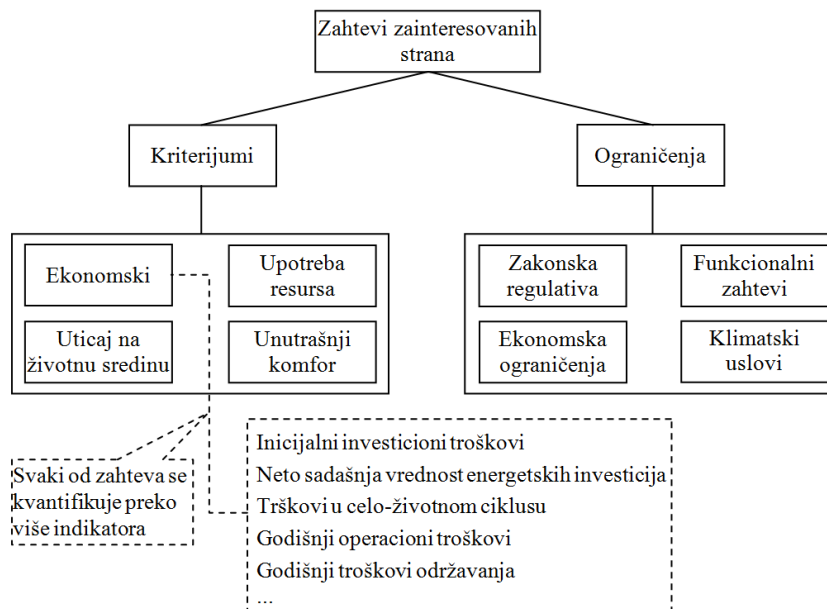 Zahtevi zainteresovanih
strana
Kriterijumi
Ograničenja
Ekonomski
Upotreba
resursa
Uticaj na
životnu sredinu
Unutrašnji
komfor
Zakonska
regulativa
Funkcionalni
zahtevi
Ekonomska
ograničenja
Klimatski
uslovi
Svaki od zahteva se
kvantifikuje preko
više indikatora
Inicijalni investicioni troškovi
Neto sadašnja vrednost energetskih investicija
Trškovi u celo-životnom ciklusu
Godišnji operacioni troškovi
Godišnji troškovi održavanja
...